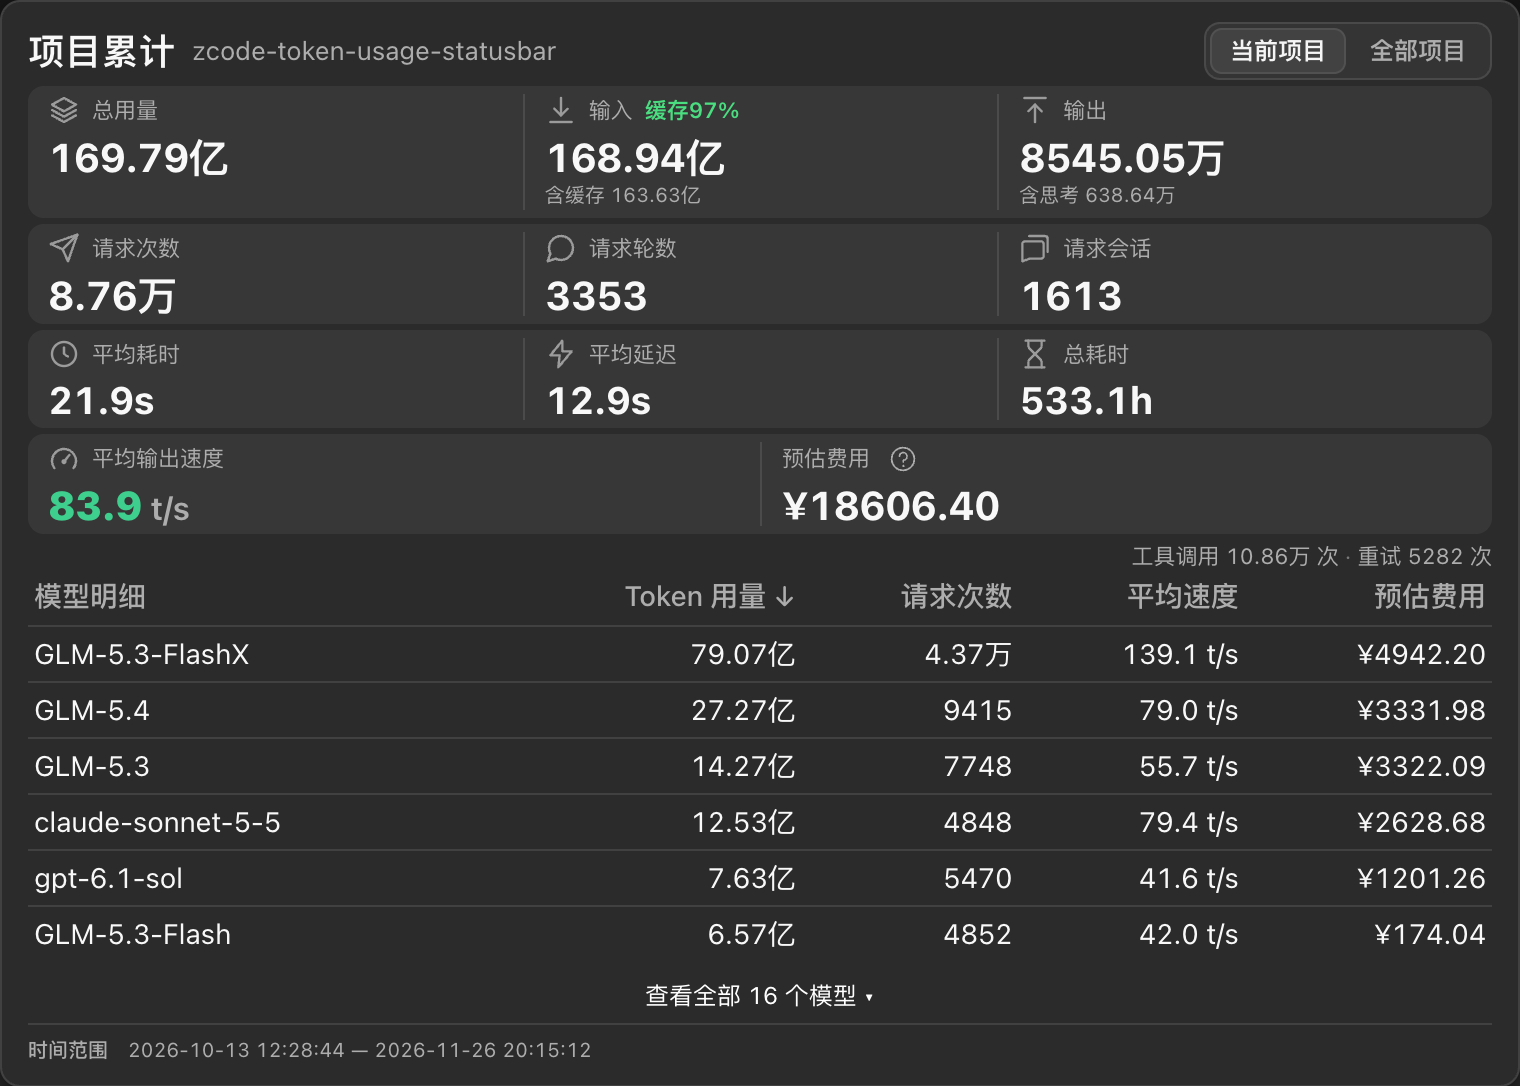 项目累计 zcode-token-usage-statusbar 当前项目 全部项目
总用量 输入 缓存97% 输出
169.79亿 168.94亿 8545.05万
含缓存 163.63亿 含思考 638.64万
请求次数 请求轮数 请求会话
8.76万 3353 1613
平均耗时 平均延迟 总耗时
21.9s 12.9s 533.1h
平均输出速度 预估费用 ?
83.9 t/s ¥18606.40
工具调用 10.86万 次 · 重试 5282 次
模型明细 Token 用量 ↓ 请求次数 平均速度 预估费用
GLM-5.3-FlashX 79.07亿 4.37万 139.1 t/s ¥4942.20
GLM-5.4 27.27亿 9415 79.0 t/s ¥3331.98
GLM-5.3 14.27亿 7748 55.7 t/s ¥3322.09
claude-sonnet-5-5 12.53亿 4848 79.4 t/s ¥2628.68
gpt-6.1-sol 7.63亿 5470 41.6 t/s ¥1201.26
GLM-5.3-Flash 6.57亿 4852 42.0 t/s ¥174.04
查看全部 16 个模型 ▾
时间范围 2026-10-13 12:28:44 — 2026-11-26 20:15:12